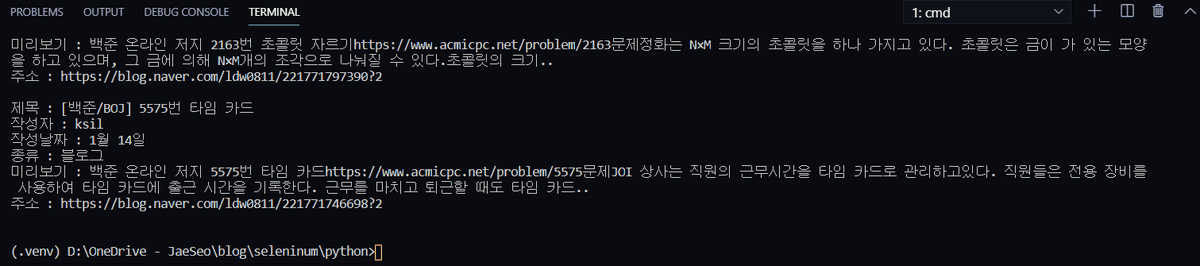 PROBLEMS OUTPUT DEBUG CONSOLE TERMINAL 1: cmd
미리보기 : 백준 온라인 저지 2163번 초콜릿 자르기https://www.acmicpc.net/problem/2163문제정화는 N×M 크기의 초콜릿을 하나 가지고 있다. 초콜릿은 금이 가 있는 모양
을 하고 있으며, 그 금에 의해 N×M개의 조각으로 나눠질 수 있다.초콜릿의 크기..
주소 : https://blog.naver.com/ldw0811/221771797390?2
제목 : [백준/BOJ] 5575번 타임 카드
작성자 : ksil
작성날짜 : 1월 14일
종류 : 블로그
미리보기 : 백준 온라인 저지 5575번 타임 카드https://www.acmicpc.net/problem/5575문제JOI 상사는 직원의 근무시간을 타임 카드로 관리하고있다. 직원들은 전용 장비를
사용하여 타임 카드에 출근 시간을 기록한다. 근무를 마치고 퇴근할 때도 타임 카드..
주소 : https://blog.naver.com/ldw0811/221771746698?2
(.venv) D:\OneDrive - JaeSeo\blog\seleninum\python>